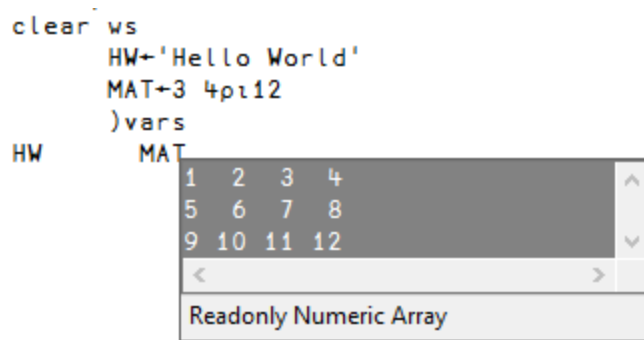 clear ws
HW←'Hello World'
MAT←3 4⍴⍳12
)vars
HW MAT
1 2 3 4
5 6 7 8
9 10 11 12
Readonly Numeric Array